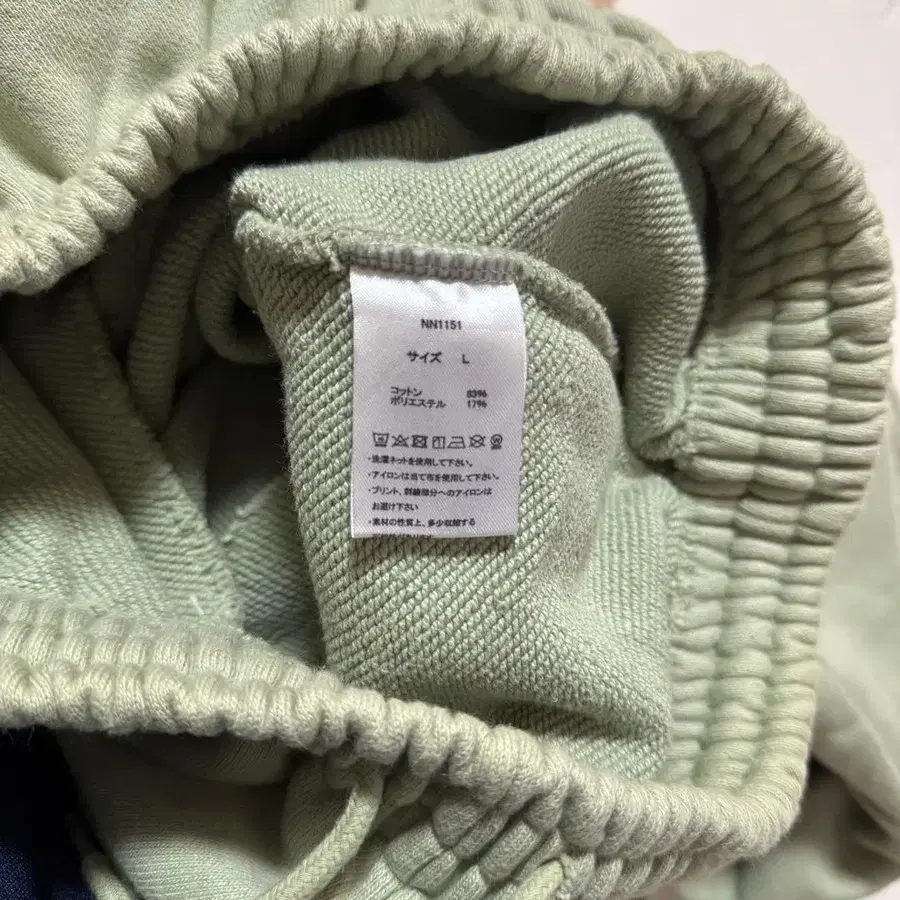 NN1151
サイズ L
コットン 83%
ポリエステル 17%
・洗濯ネットを使用して下さい。
・アイロンは当て布を使用して下さい。
・プリント、刺繍部分へのアイロンは
お避け下さい
・素材の性質上、多少収縮する